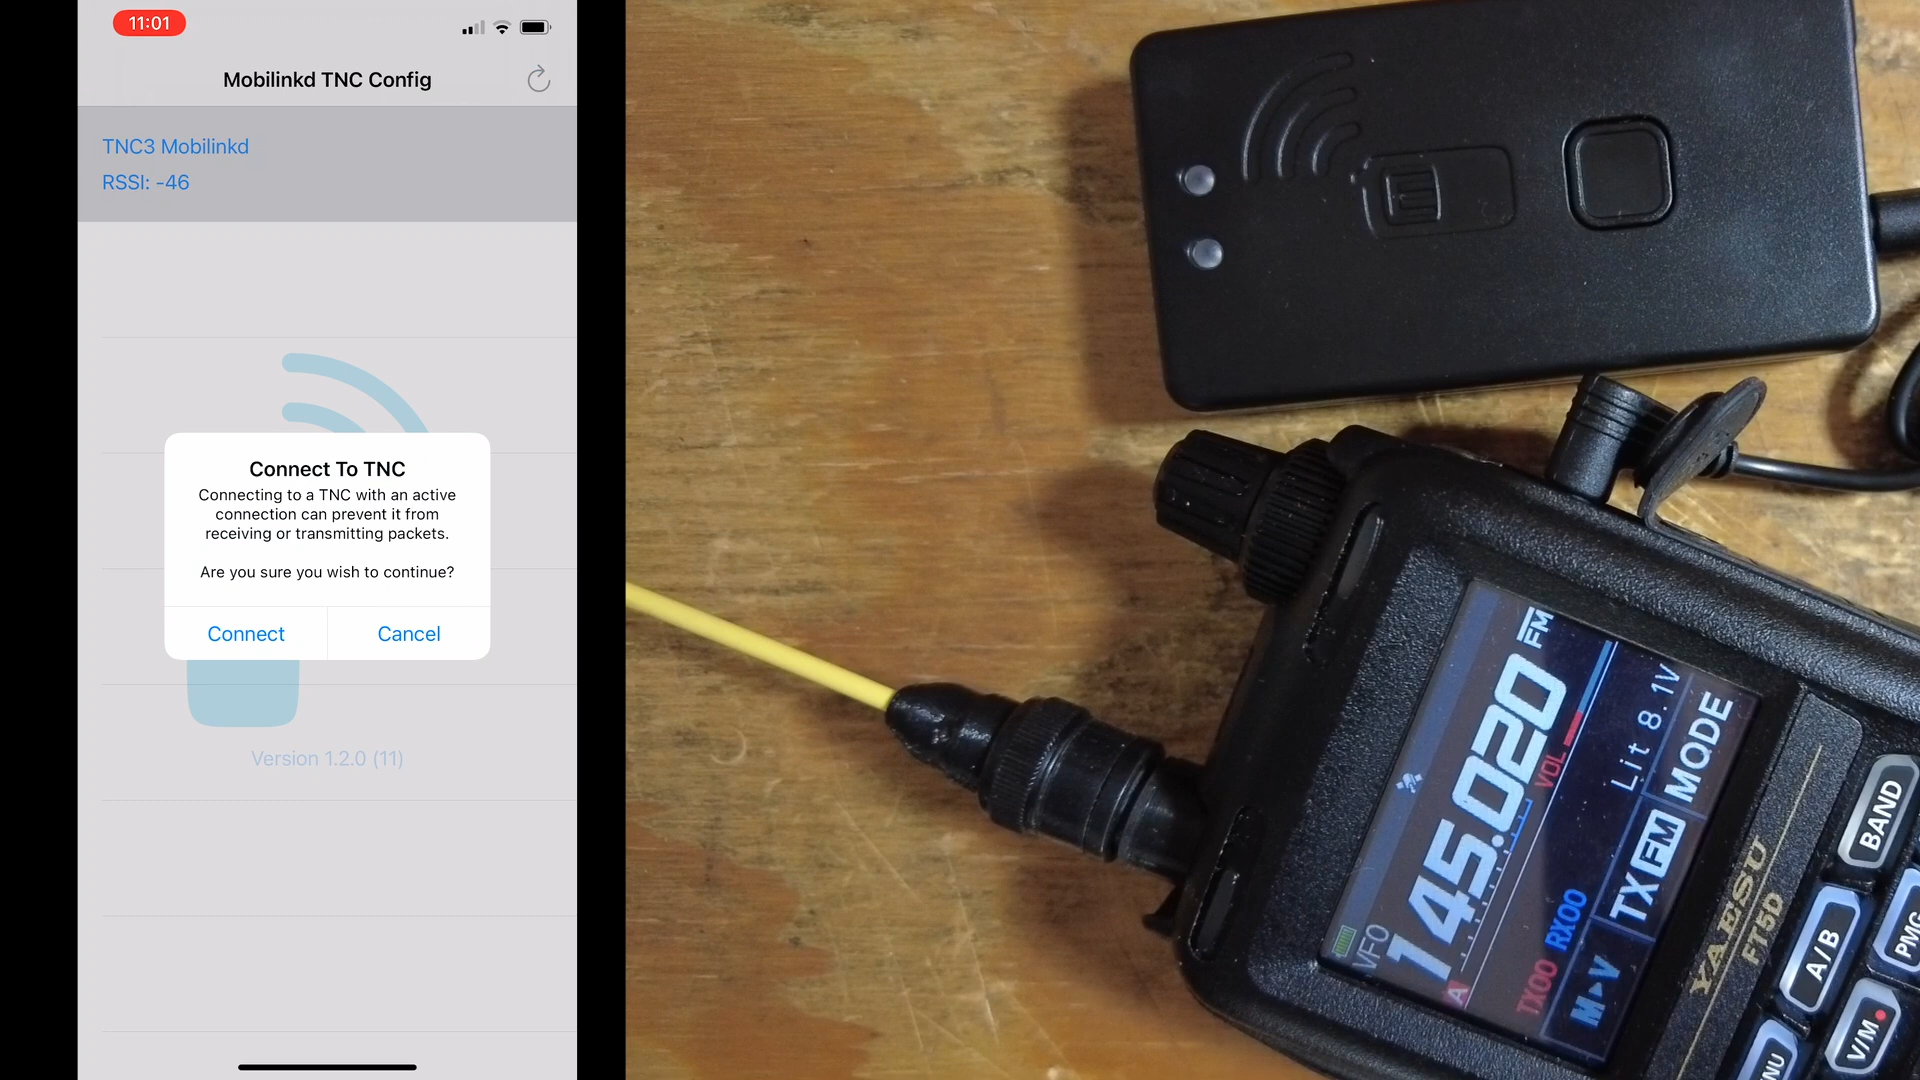 11:01
Mobilinkd TNC Config
TNC3 Mobilinkd
RSSI: -46
Connect To TNC
Connecting to a TNC with an active
connection can prevent it from
receiving or transmitting packets.
Are you sure you wish to continue?
Connect
Cancel
Version 1.2.0 (11)
A
VFO
145.020
FM
VOL
TX00 RX00
Lit 8.1V
M▸V
TX FM
MODE
YAESU
FT5D
BAND
A/B
PMG
V/M